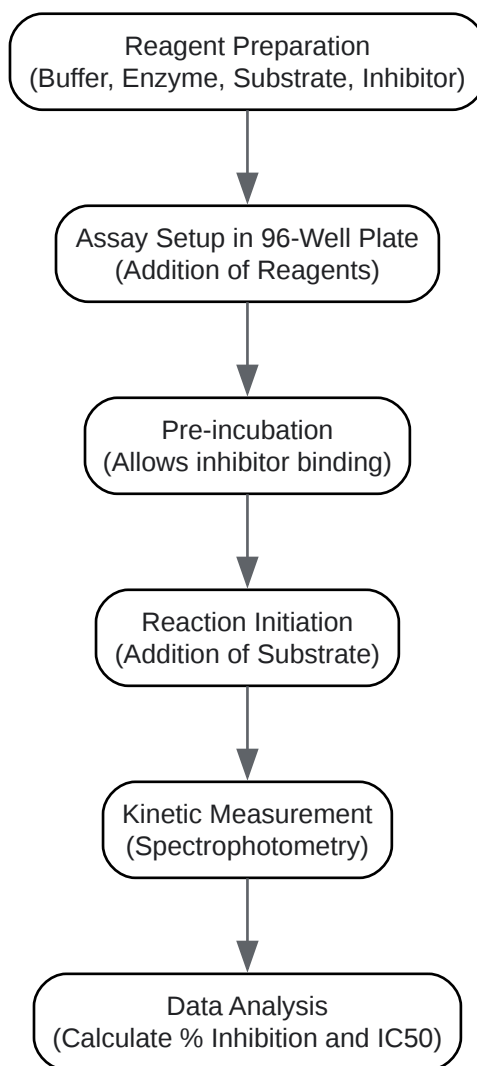 Reagent Preparation
(Buffer, Enzyme, Substrate, Inhibitor)
Assay Setup in 96-Well Plate
(Addition of Reagents)
Pre-incubation
(Allows inhibitor binding)
Reaction Initiation
(Addition of Substrate)
Kinetic Measurement
(Spectrophotometry)
Data Analysis
(Calculate % Inhibition and IC50)